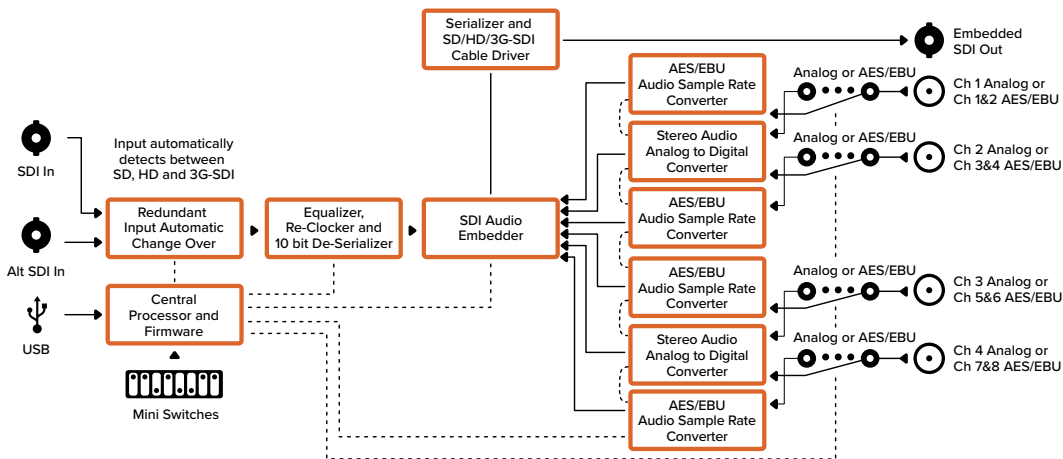 Serializer and
SD/HD/3G-SDI
Cable Driver
Embedded
SDI Out
AES/EBU
Audio Sample Rate
Converter
Analog or AES/EBU
Ch 1 Analog or
Ch 1&2 AES/EBU
Input automatically
detects between
SD, HD and 3G-SDI
SDI In
Stereo Audio
Analog to Digital
Converter
Analog or AES/EBU
Ch 2 Analog or
Ch 3&4 AES/EBU
Redundant
Input Automatic
Change Over
Equalizer,
Re-Clocker and
10 bit De-Serializer
SDI Audio
Embedder
AES/EBU
Audio Sample Rate
Converter
Alt SDI In
AES/EBU
Audio Sample Rate
Converter
Analog or AES/EBU
Ch 3 Analog or
Ch 5&6 AES/EBU
Central
Processor and
Firmware
USB
Stereo Audio
Analog to Digital
Converter
Analog or AES/EBU
Ch 4 Analog or
Ch 7&8 AES/EBU
Mini Switches
AES/EBU
Audio Sample Rate
Converter